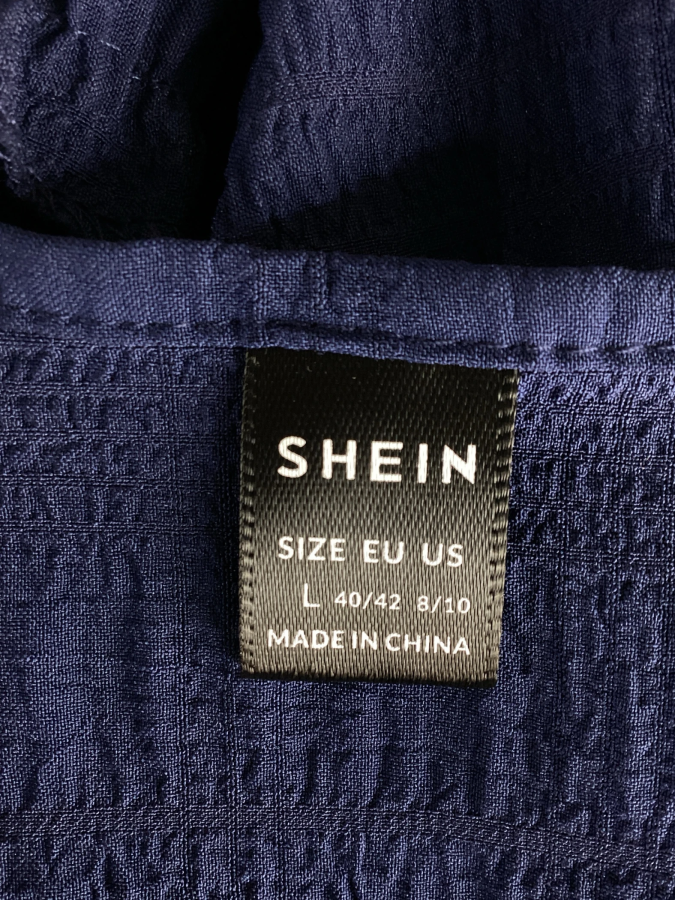 SHEIN
SIZE EU US
L 40/42 8/10
MADE IN CHINA